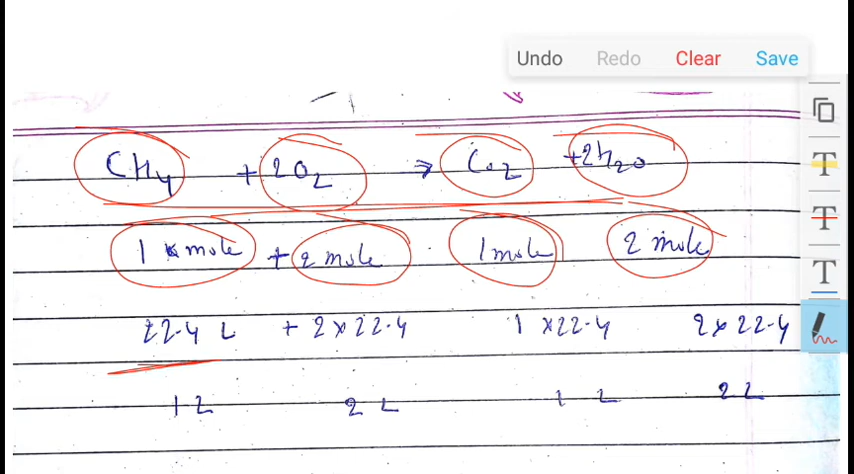 Undo Redo Clear Save
CH4 + 2O2 → CO2 + 2H2O
1 mole + 2 mole 1 mole 2 mole
22.4 L + 2 × 22.4 1 × 22.4 2 × 22.4
1 L 2 L 1 L 2 L
T
T
T